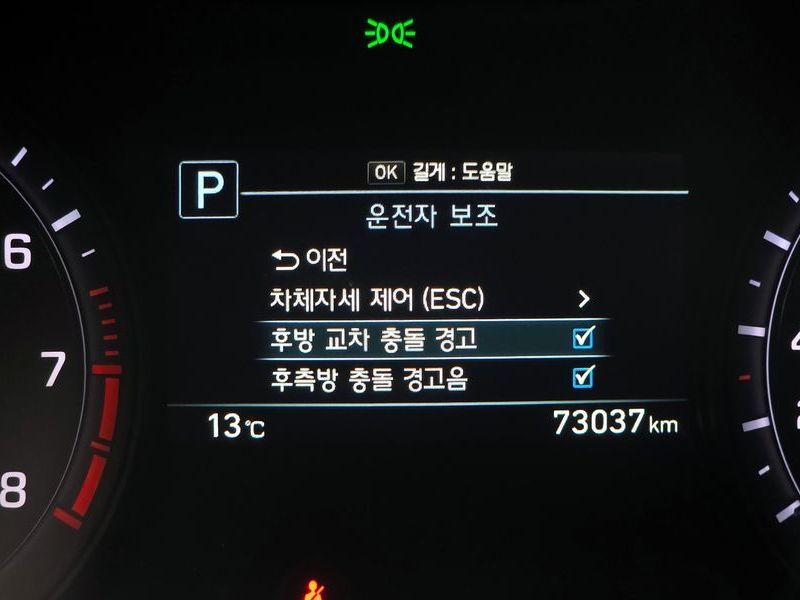 OK 길게 : 도움말
P
운전자 보조
이전
차체자세 제어 (ESC)
후방 교차 충돌 경고
후측방 충돌 경고음
13℃ 73037 km
6
7
8